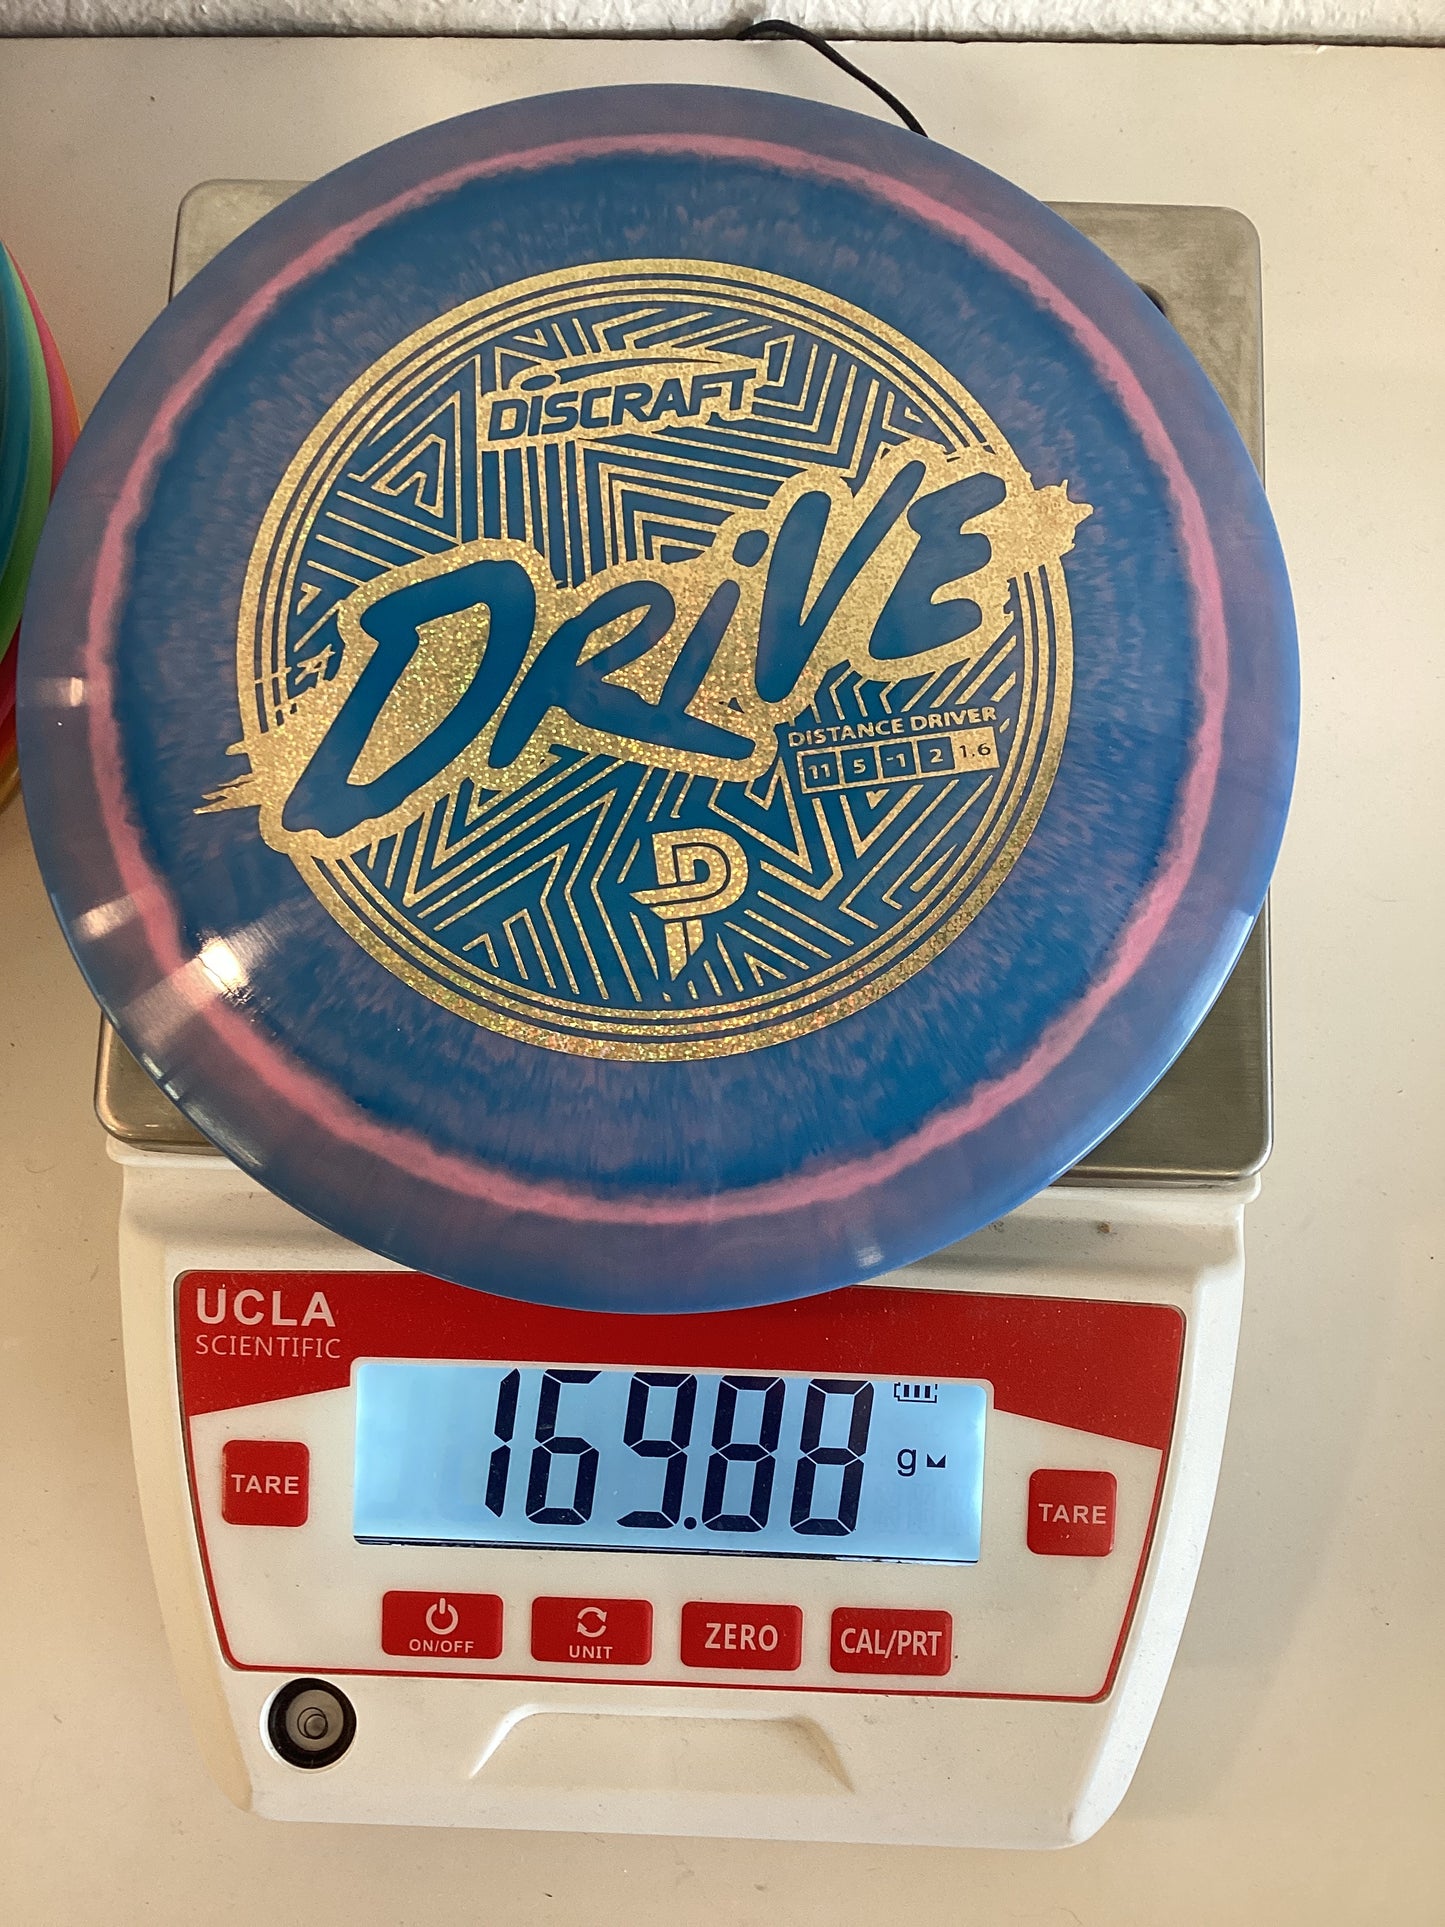 DISCRAFT
DRIVE
DISTANCE DRIVER
11 5 -1 2 1.6
UCLA
SCIENTIFIC
169.88 g
TARE
TARE
ON/OFF
UNIT
ZERO
CAL/PRT